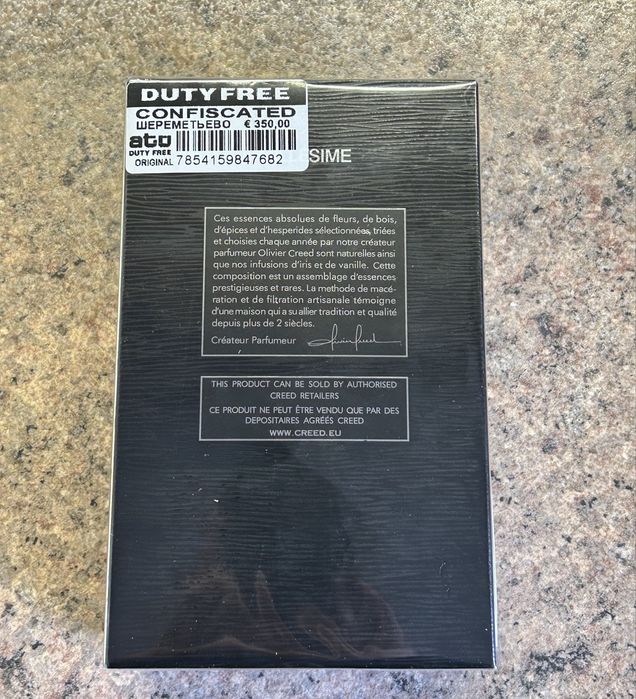 DUTY FREE
CONFISCATED
ШЕРЕМЕТЬЕВО € 350,00
ato
DUTY FREE
ORIGINAL 7854159847682
SIME
Ces essences absolues de fleurs, de bois,
d'épices et d'hesperides sélectionnées, triées
et choisies chaque année par notre créateur
parfumeur Olivier Creed sont naturelles ainsi
que nos infusions d'iris et de vanille. Cette
composition est un assemblage d'essences
prestigieuses et rares. La methode de macé-
ration et de filtration artisanale témoigne
d'une maison qui a su allier tradition et qualité
depuis plus de 2 siècles.
Créateur Parfumeur
THIS PRODUCT CAN BE SOLD BY AUTHORISED
CREED RETAILERS
CE PRODUIT NE PEUT ÊTRE VENDU QUE PAR DES
DEPOSITAIRES AGRÉÉS CREED
WWW.CREED.EU